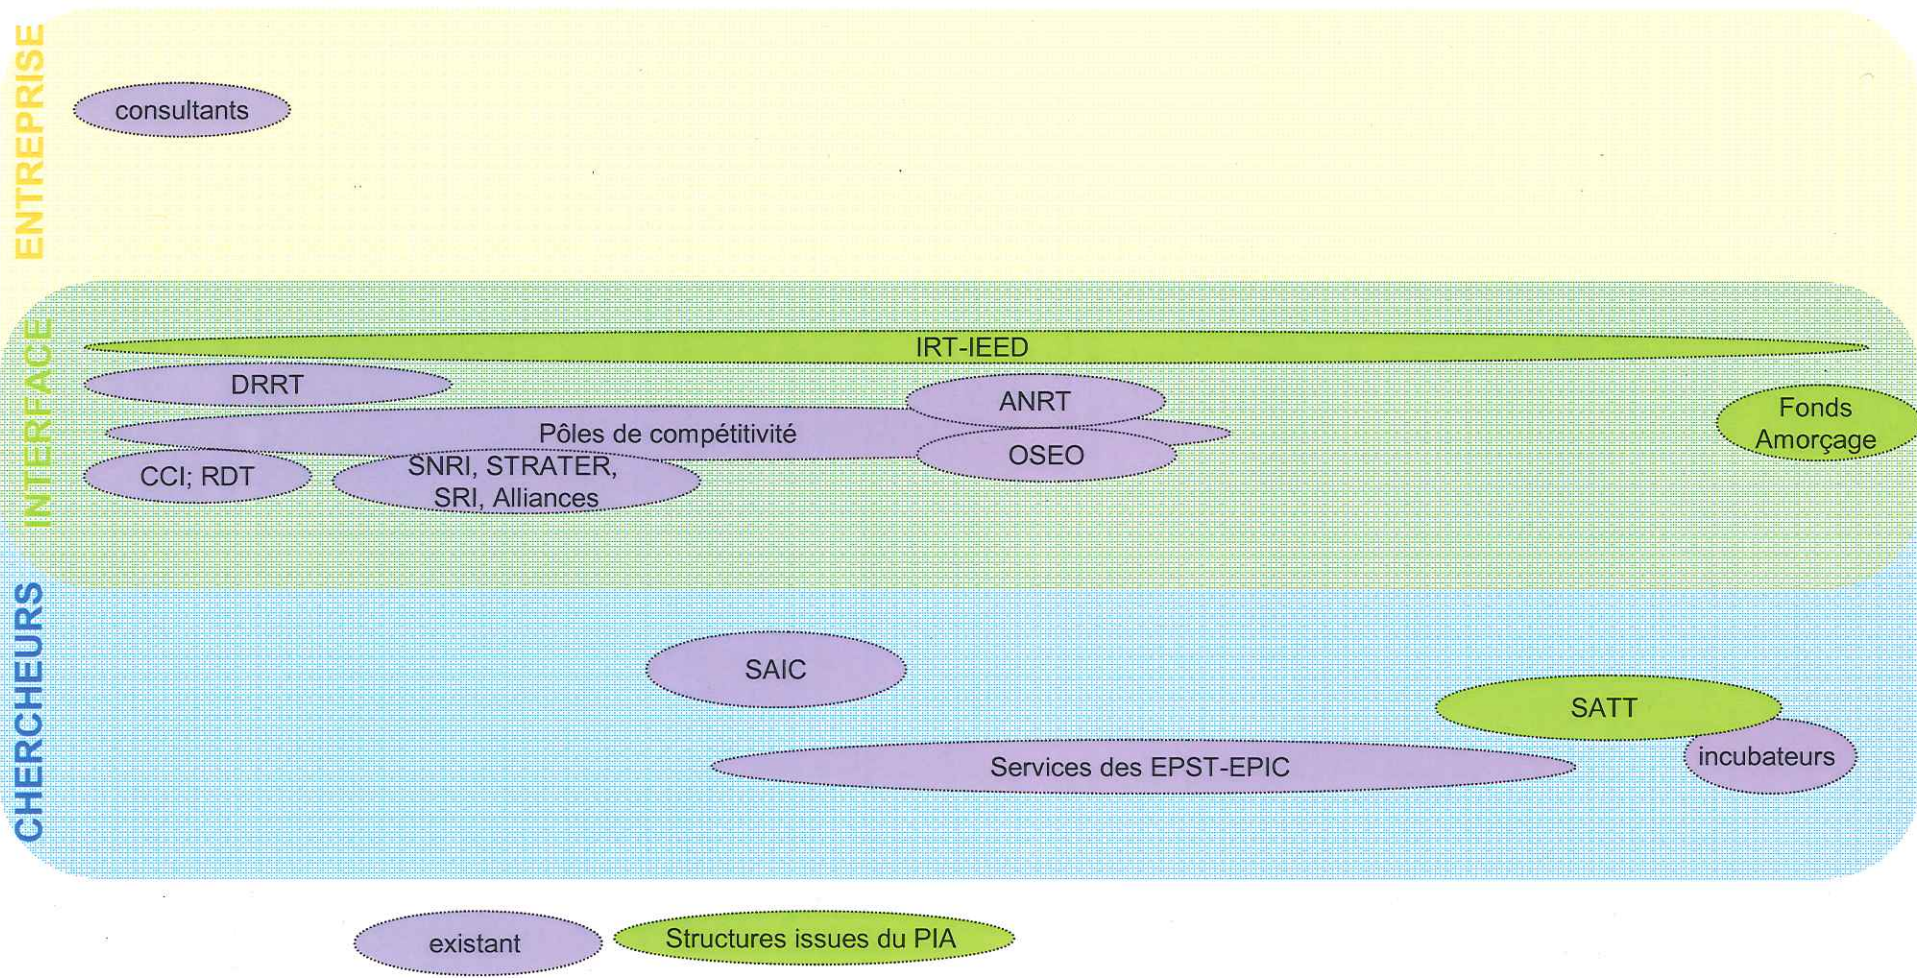 ENTREPRISE
consultants
INTERFACE
IRT-IEED
DRRT
ANRT
Fonds
Amorçage
Pôles de compétitivité
OSEO
CCI; RDT
SNRI, STRATER,
SRI, Alliances
CHERCHEURS
SAIC
SATT
incubateurs
Services des EPST-EPIC
existant
Structures issues du PIA